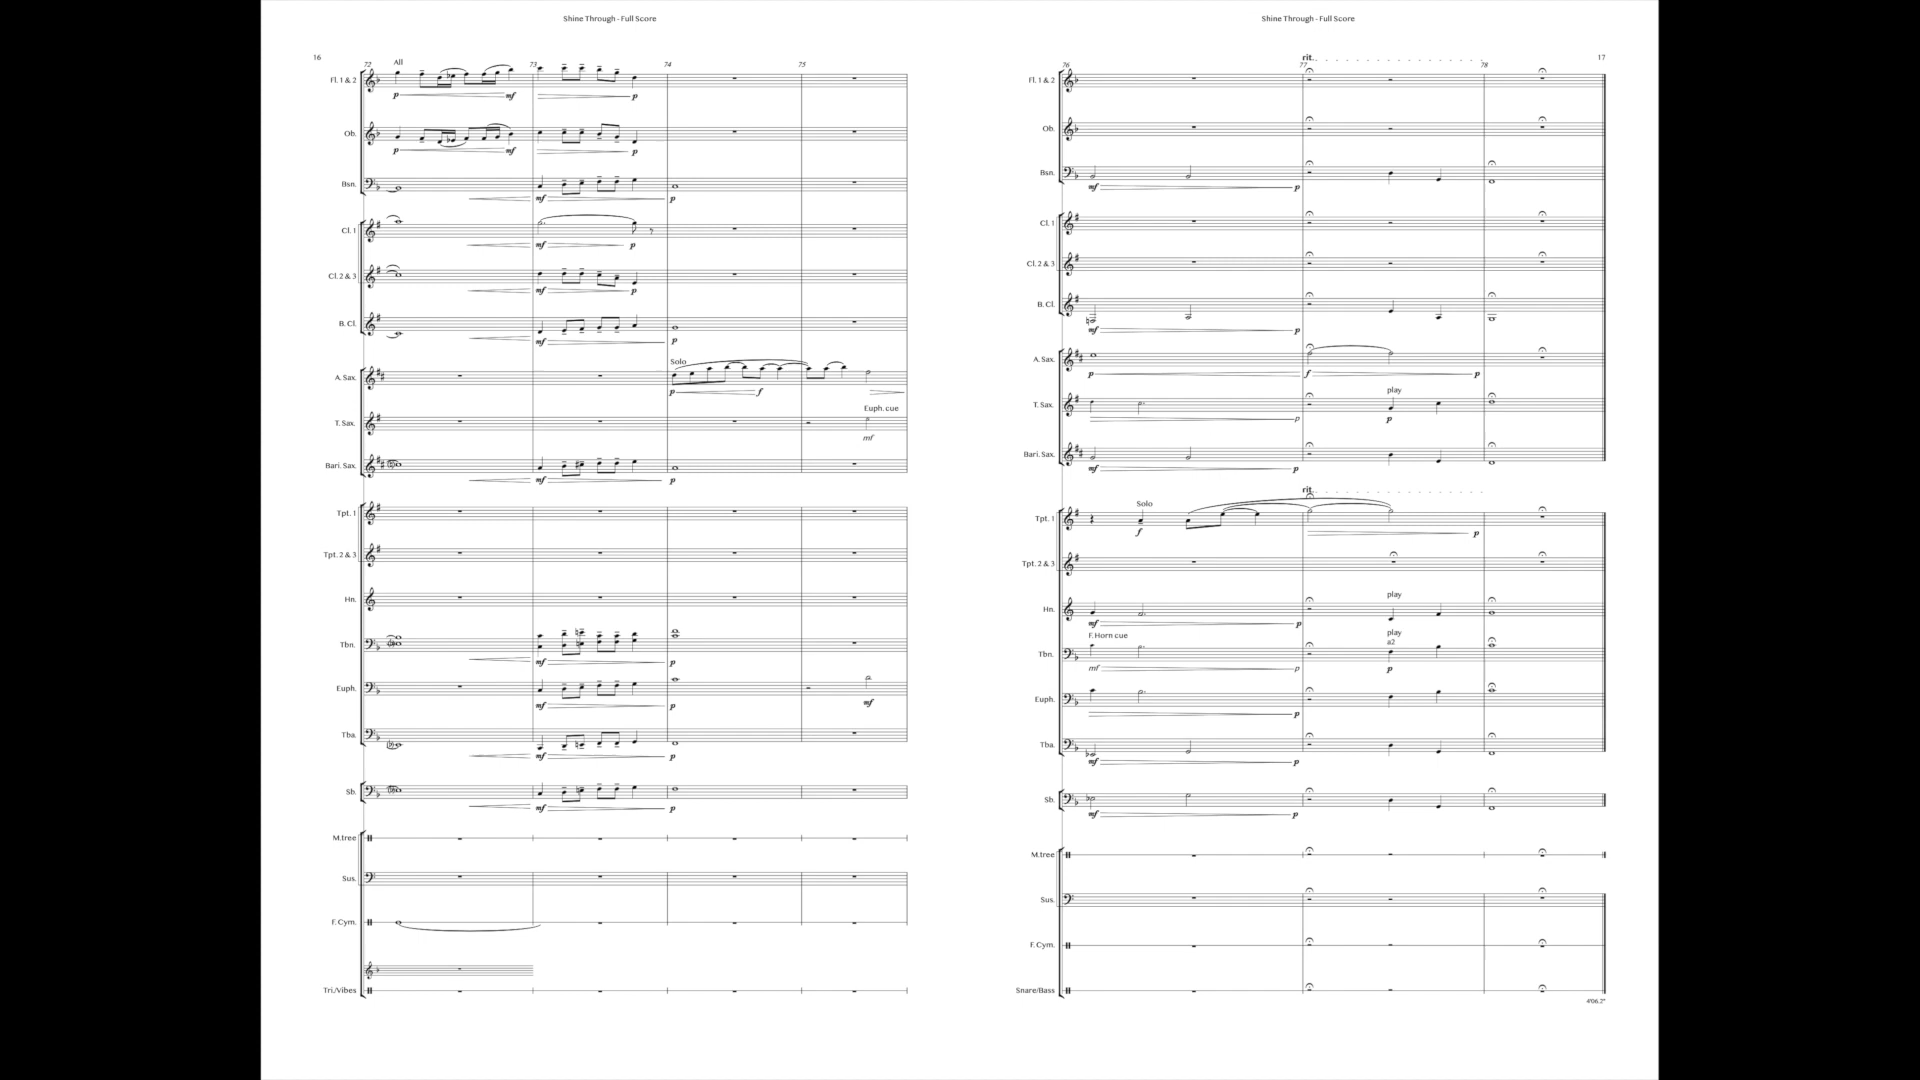 Shine Through - Full Score
16
72
All
73
74
75
Fl. 1 & 2
p
mf
p
Ob.
p
mf
p
Bsn.
mf
p
Cl. 1
mf
p
Cl. 2 & 3
mf
p
B. Cl.
mf
p
Solo
A. Sax.
p
f
Euph. cue
T. Sax.
mf
Bari. Sax.
mf
p
Tpt. 1
Tpt. 2 & 3
Hn.
Tbn.
mf
p
Euph.
mf
p
mf
Tba.
mf
p
Sb.
mf
p
M.tree
Sus.
F. Cym.
Tri./Vibes
Shine Through - Full Score
17
rit.
76
77
78
Fl. 1 & 2
Ob.
Bsn.
mf
p
Cl. 1
Cl. 2 & 3
B. Cl.
mf
p
A. Sax.
p
f
p
play
T. Sax.
p
p
Bari. Sax.
mf
p
rit.
Solo
Tpt. 1
f
p
Tpt. 2 & 3
play
Hn.
mf
p
F. Horn cue
play
a2
Tbn.
mf
p
p
Euph.
p
Tba.
mf
p
Sb.
mf
p
M.tree
Sus.
F. Cym.
Snare/Bass
4'06.2"